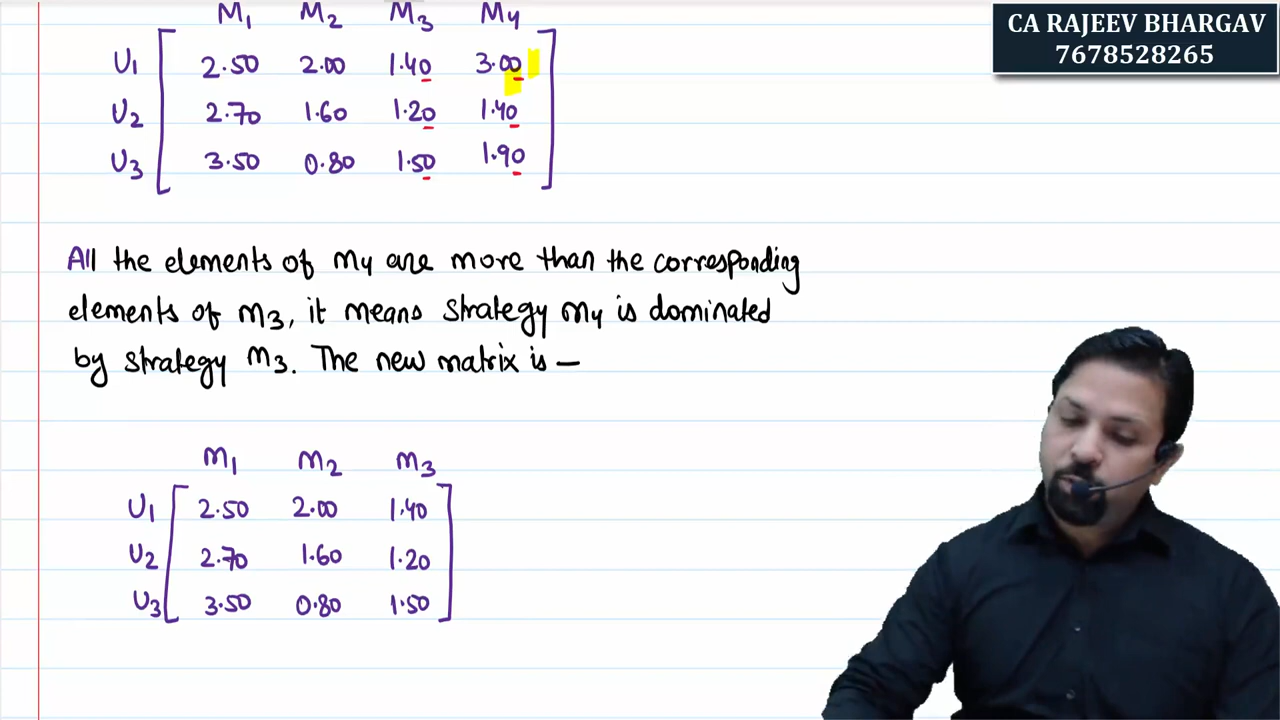 CA RAJEEV BHARGAV
7678528265
M1 M2 M3 M4
U1 2.50 2.00 1.40 3.00
U2 2.70 1.60 1.20 1.40
U3 3.50 0.80 1.50 1.90
All the elements of M4 are more than the corresponding
elements of M3, it means strategy M4 is dominated
by strategy M3. The new matrix is —
M1 M2 M3
U1 2.50 2.00 1.40
U2 2.70 1.60 1.20
U3 3.50 0.80 1.50